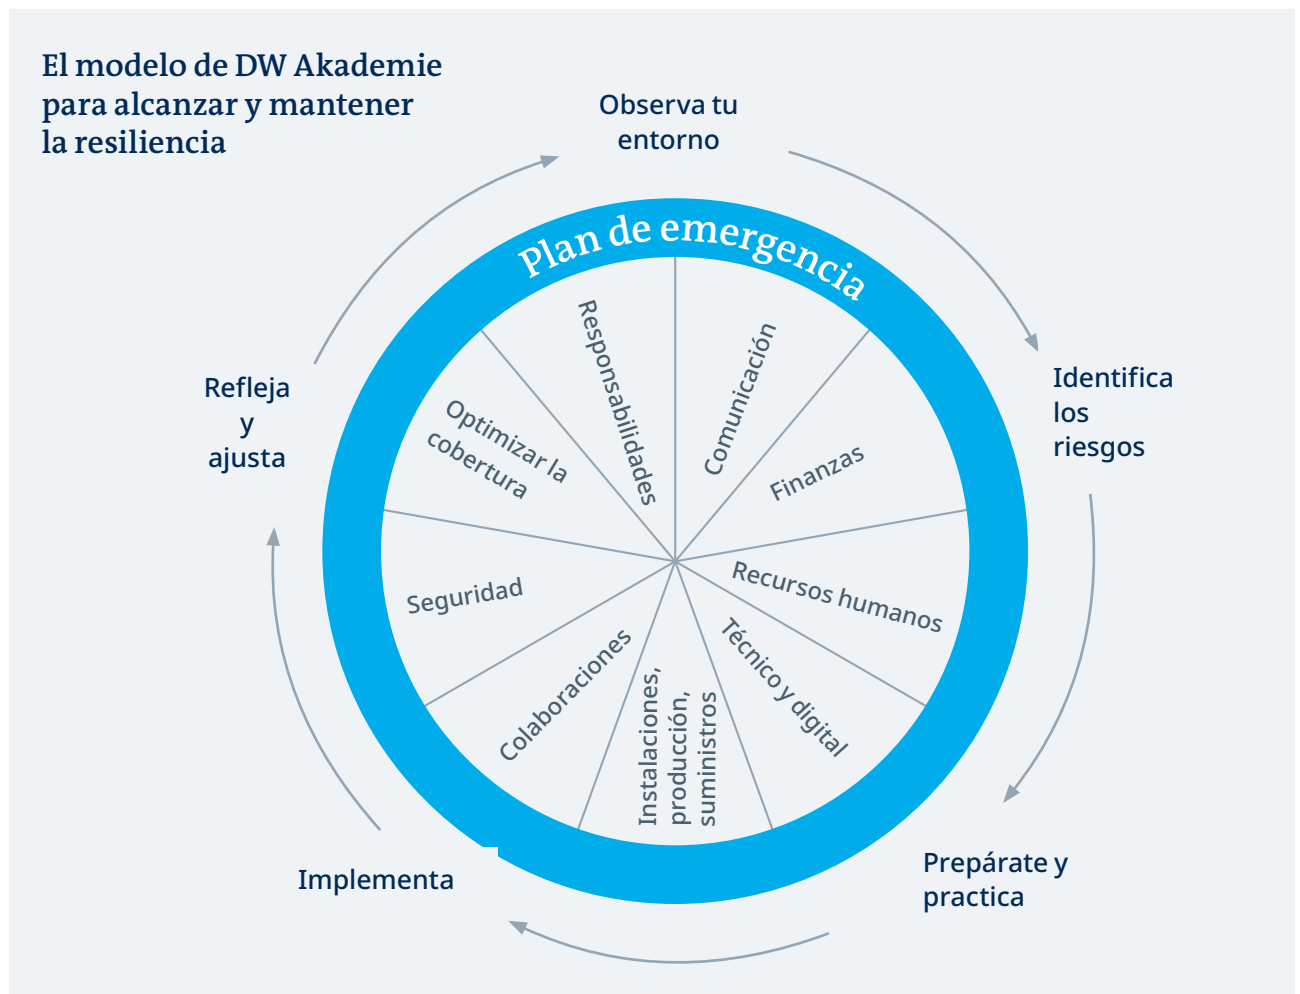 El modelo de DW Akademie
para alcanzar y mantener
la resiliencia
Observa tu
entorno
Identifica
los
riesgos
Prepárate y
practica
Implementa
Refleja
y
ajusta
Plan de emergencia
Comunicación
Finanzas
Recursos humanos
Técnico y digital
Instalaciones,
producción,
suministros
Colaboraciones
Seguridad
Optimizar la
cobertura
Responsabilidades